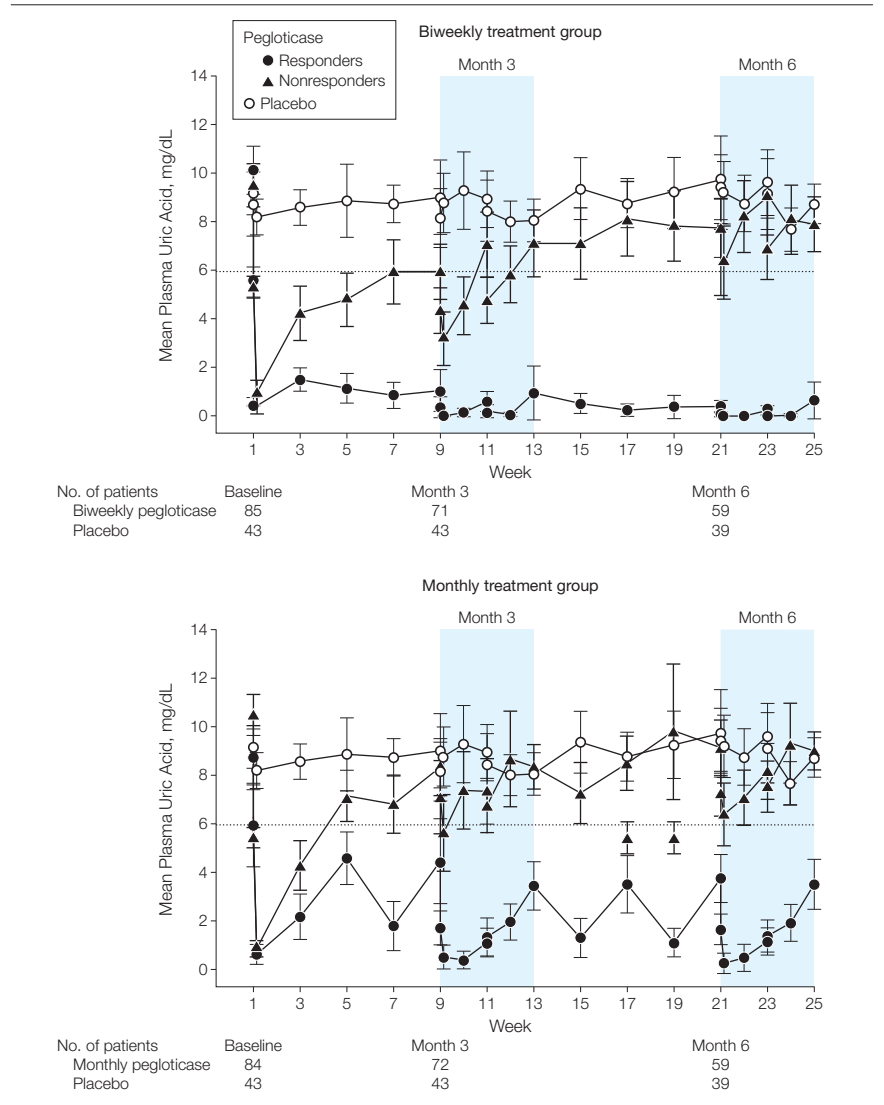 Biweekly treatment group
Pegloticase
Responders
Nonresponders
Placebo
Month 3
Month 6
14
12
10
8
6
4
2
0
Mean Plasma Uric Acid, mg/dL
1 3 5 7 9 11 13 15 17 19 21 23 25
Week
No. of patients Baseline Month 3 Month 6
Biweekly pegloticase 85 71 59
Placebo 43 43 39
Monthly treatment group
Month 3
Month 6
14
12
10
8
6
4
2
0
Mean Plasma Uric Acid, mg/dL
1 3 5 7 9 11 13 15 17 19 21 23 25
Week
No. of patients Baseline Month 3 Month 6
Monthly pegloticase 84 72 59
Placebo 43 43 39